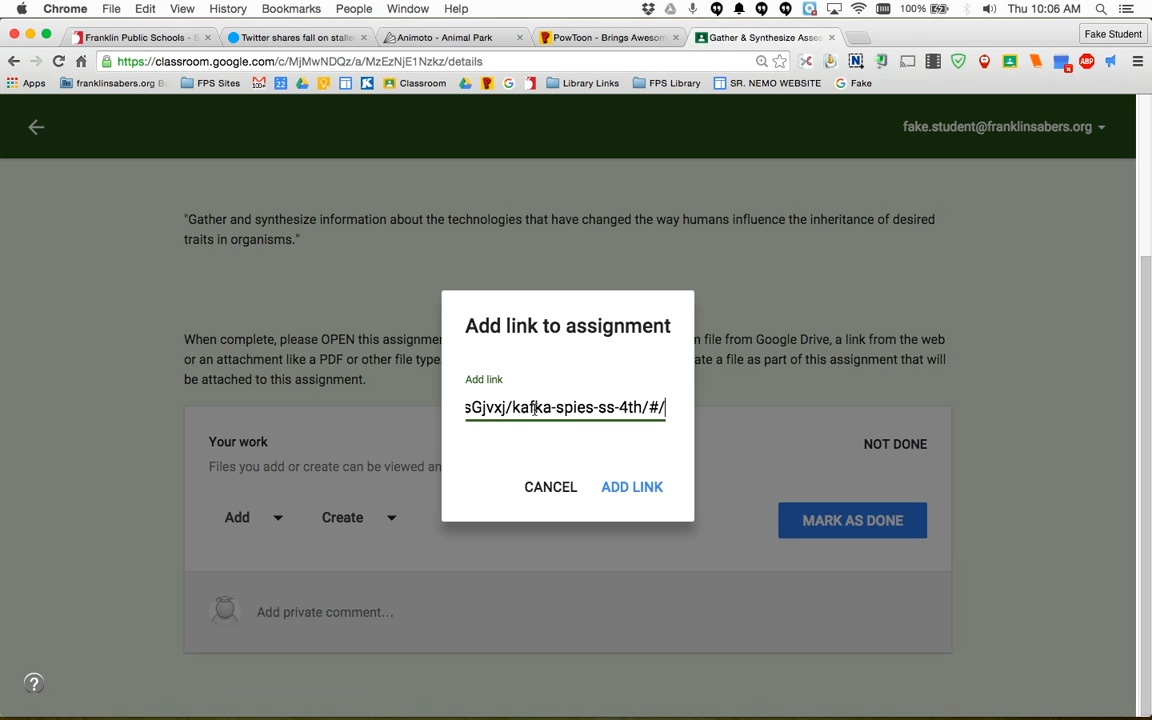 Chrome File Edit View History Bookmarks People Window Help 100% Thu 10:06 AM
Franklin Public Schools - S Twitter shares fall on stalle Animoto - Animal Park PowToon - Brings Awesom Gather & Synthesize Asses Fake Student
https://classroom.google.com/c/MjMwNDQz/a/MzEzNjE1Nzkz/details
Apps franklinsabers.org Bo FPS Sites Classroom Library Links FPS Library SR. NEMO WEBSITE Fake
fake.student@franklinsabers.org
"Gather and synthesize information about the technologies that have changed the way humans influence the inheritance of desired
traits in organisms."
Add link to assignment
When complete, please OPEN this assignme n file from Google Drive, a link from the web
or an attachment like a PDF or other file type. ate a file as part of this assignment that will
be attached to this assignment.
Add link
sGjvxj/kafka-spies-ss-4th/#/
Your work NOT DONE
Files you add or create can be viewed an
CANCEL ADD LINK
Add Create MARK AS DONE
Add private comment...
?